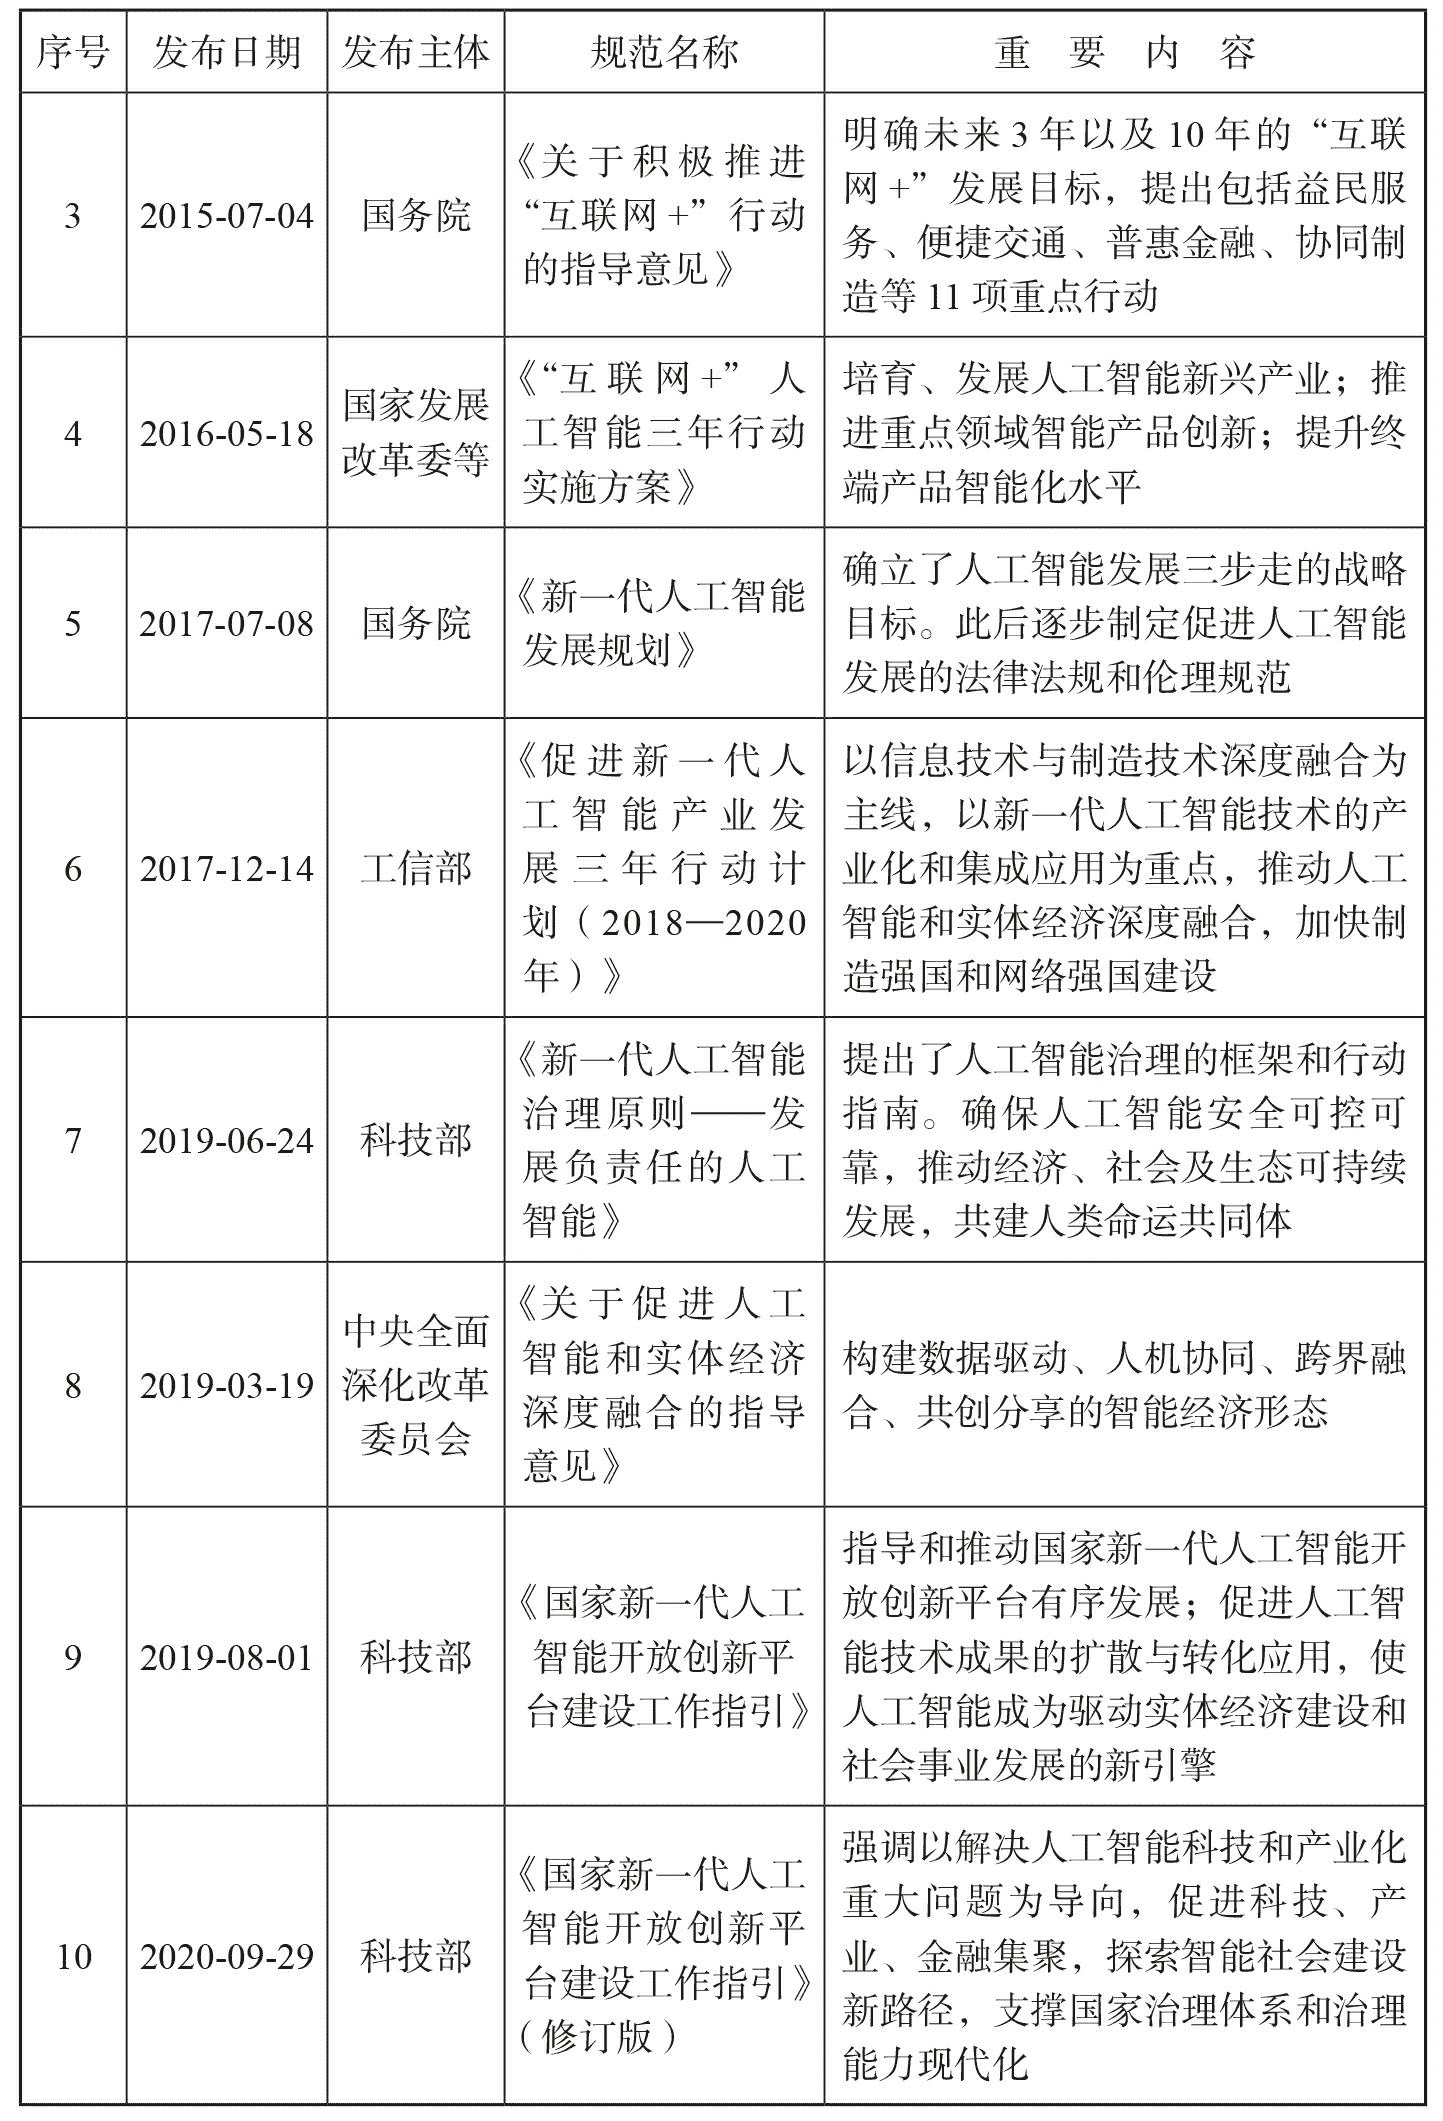 序号 发布日期 发布主体 规范名称 重要内容
3 2015-07-04 国务院
《关于积极推进
“互联网+”行动
的指导意见》
明确未来3年以及10年的“互联
网+”发展目标，提出包括益民服
务、便捷交通、普惠金融、协同制
造等11项重点行动
4 2016-05-18
国家发展
改革委等
《“互联网+”人
工智能三年行动
实施方案》
培育、发展人工智能新兴产业；推
进重点领域智能产品创新；提升终
端产品智能化水平
5 2017-07-08 国务院
《新一代人工智能
发展规划》
确立了人工智能发展三步走的战略
目标。此后逐步制定促进人工智能
发展的法律法规和伦理规范
6 2017-12-14 工信部
《促进新一代人
工智能产业发
展三年行动计
划（2018—2020
年）》
以信息技术与制造技术深度融合为
主线，以新一代人工智能技术的产
业化和集成应用为重点，推动人工
智能和实体经济深度融合，加快制
造强国和网络强国建设
7 2019-06-24 科技部
《新一代人工智能
治理原则——发
展负责任的人工
智能》
提出了人工智能治理的框架和行动
指南。确保人工智能安全可控可
靠，推动经济、社会及生态可持续
发展，共建人类命运共同体
8 2019-03-19
中央全面
深化改革
委员会
《关于促进人工
智能和实体经济
深度融合的指导
意见》
构建数据驱动、人机协同、跨界融
合、共创分享的智能经济形态
9 2019-08-01 科技部
《国家新一代人工
智能开放创新平
台建设工作指引》
指导和推动国家新一代人工智能开
放创新平台有序发展；促进人工智
能技术成果的扩散与转化应用，使
人工智能成为驱动实体经济建设和
社会事业发展的新引擎
10 2020-09-29 科技部
《国家新一代人工
智能开放创新平
台建设工作指引》
（修订版）
强调以解决人工智能科技和产业化
重大问题为导向，促进科技、产
业、金融集聚，探索智能社会建设
新路径，支撑国家治理体系和治理
能力现代化